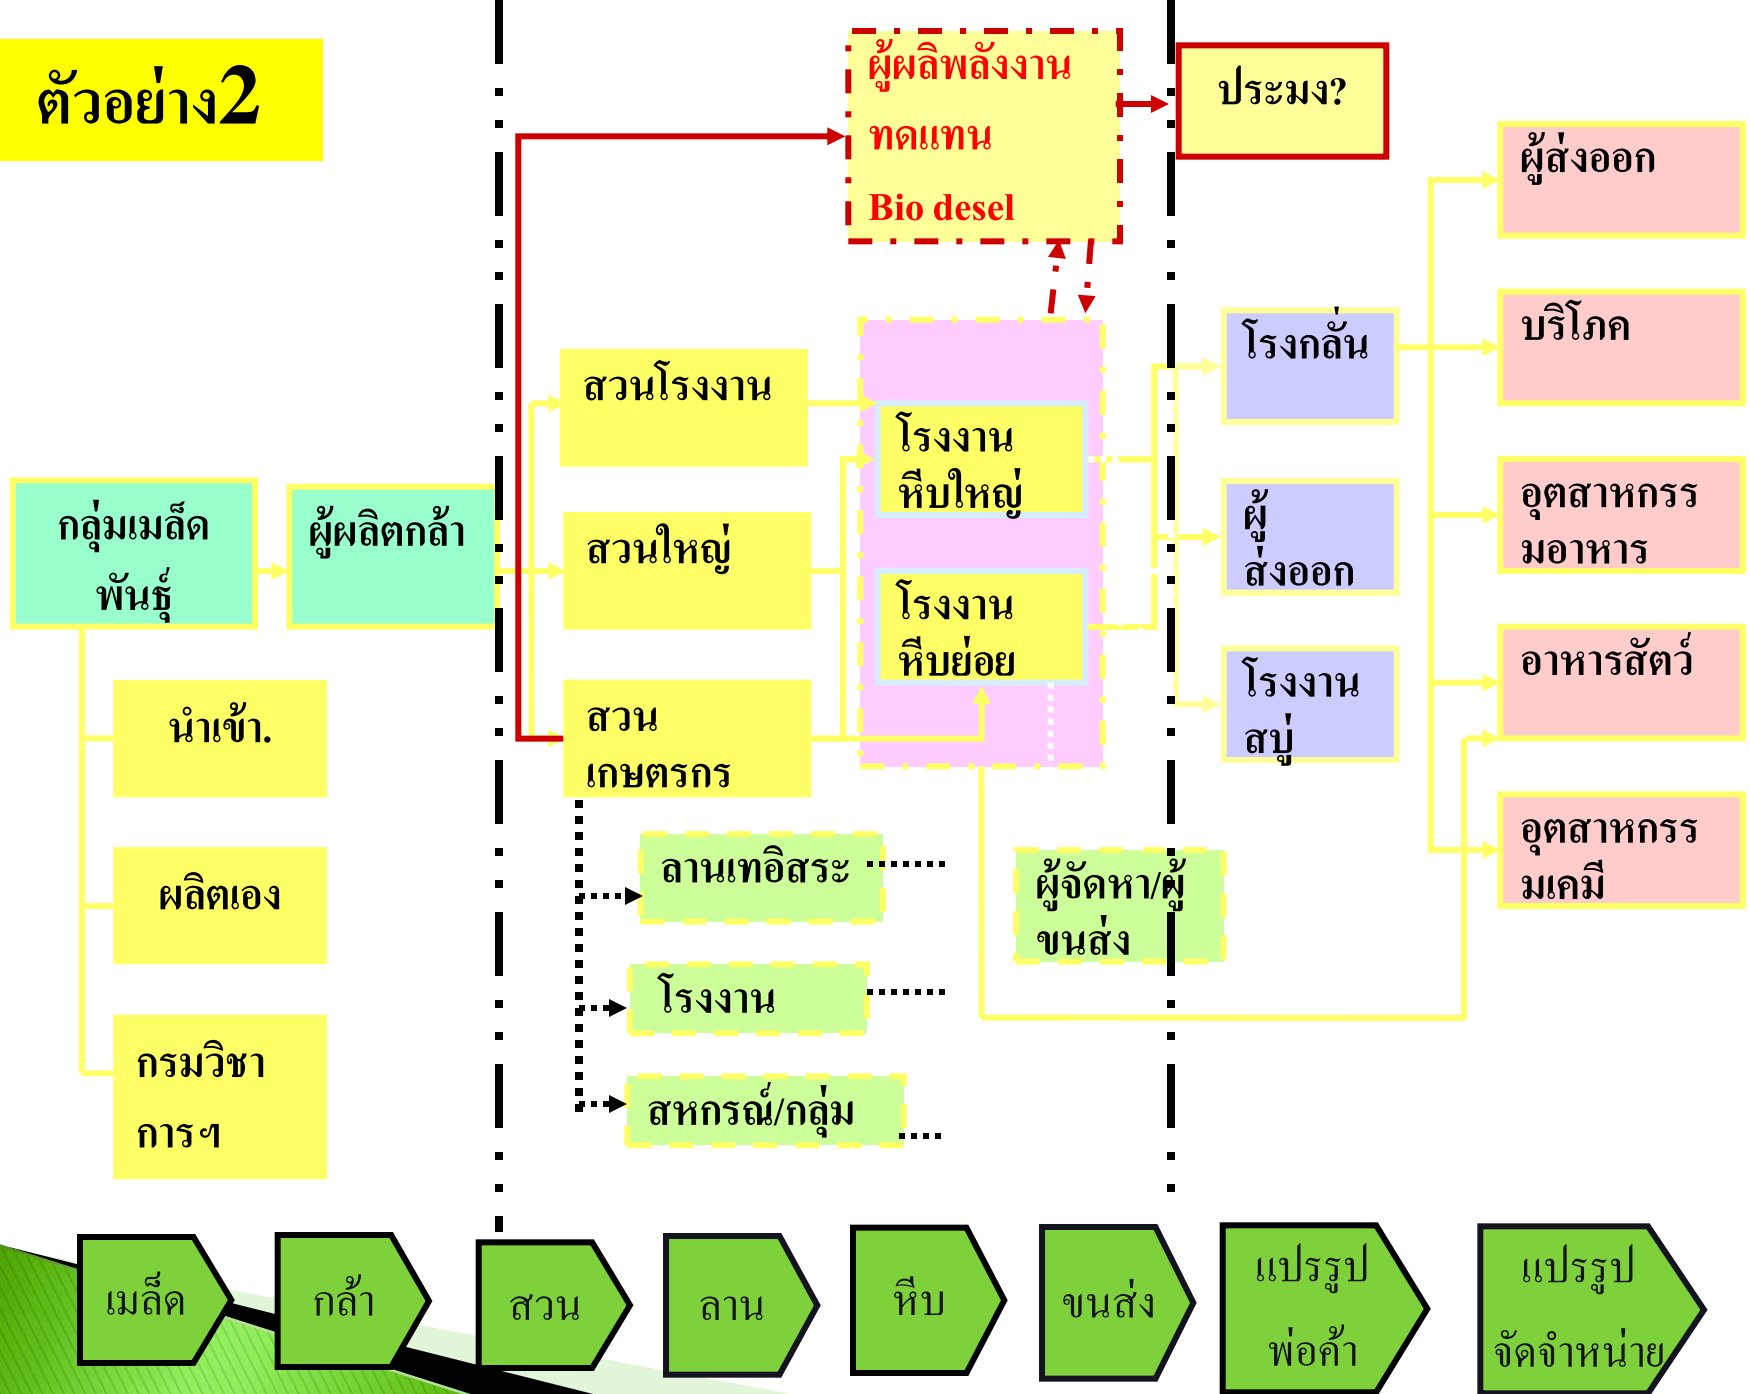 ตัวอย่าง2
ผู้ผลิพลังงาน
ทดแทน
Bio desel
ประมง?
ผู้ส่งออก
บริโภค
อุตสาหกรร
มอาหาร
อาหารสัตว์
อุตสาหกรร
มเคมี
โรงกลั่น
ผู้
ส่งออก
โรงงาน
สบู่
สวนโรงงาน
สวนใหญ่
สวน
เกษตรกร
โรงงาน
หีบใหญ่
โรงงาน
หีบย่อย
กลุ่มเมล็ด
พันธุ์
ผู้ผลิตกล้า
นำเข้า.
ผลิตเอง
กรมวิชา
การฯ
ลานเทอิสระ
โรงงาน
สหกรณ์/กลุ่ม
ผู้จัดหา/ผู้
ขนส่ง
เมล็ด
กล้า
สวน
ลาน
หีบ
ขนส่ง
แปรรูป
พ่อค้า
แปรรูป
จัดจำหน่าย